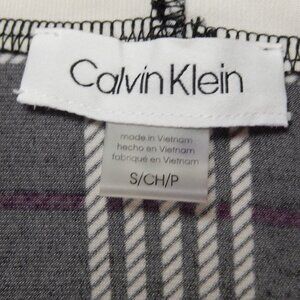 Calvin Klein
made in Vietnam
hecho en Vietnam
fabriqué en Vietnam
S/CH/P